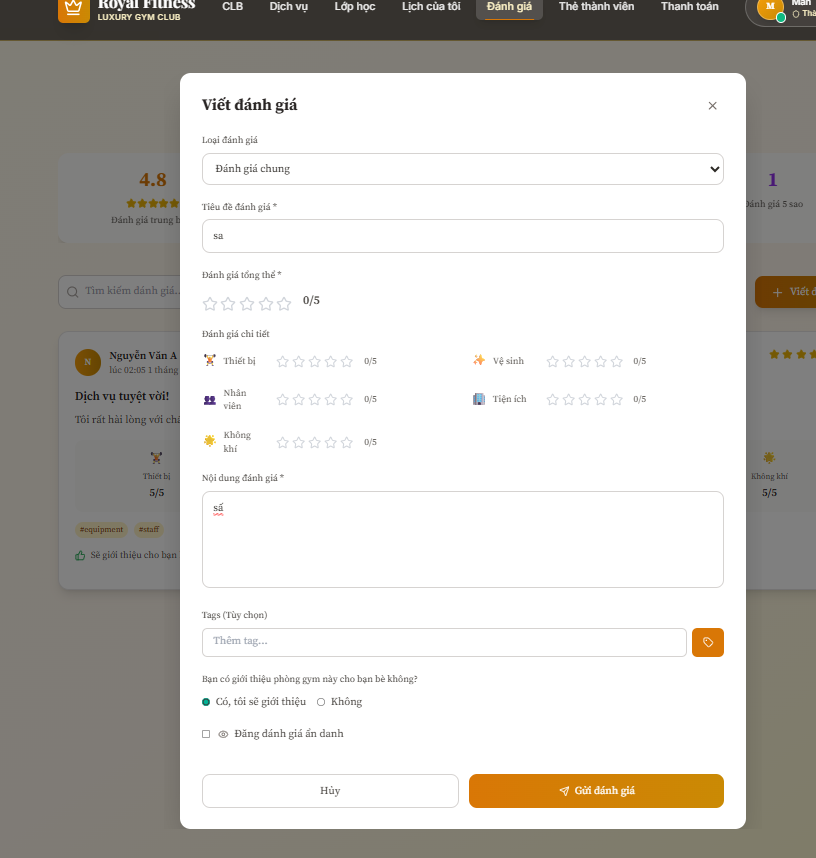 Royal Fitness
LUXURY GYM CLUB
CLB
Dịch vụ
Lớp học
Lịch của tôi
Đánh giá
Thẻ thành viên
Thanh toán
M
Mẫn
Viết đánh giá
Loại đánh giá
Đánh giá chung
Tiêu đề đánh giá *
sa
Đánh giá tổng thể *
0/5
Đánh giá chi tiết
Thiết bị
0/5
Vệ sinh
0/5
Nhân
viên
0/5
Tiện ích
0/5
Không
khí
0/5
Nội dung đánh giá *
sấ
Tags (Tùy chọn)
Thêm tag...
Bạn có giới thiệu phòng gym này cho bạn bè không?
Có, tôi sẽ giới thiệu
Không
Đăng đánh giá ẩn danh
Hủy
Gửi đánh giá
4.8
Đánh giá trung b
1
Đánh giá 5 sao
Tìm kiếm đánh giá..
+ Viết đ
N
Nguyễn Văn A
lúc 02:05 1 tháng
Dịch vụ tuyệt vời!
Tôi rất hài lòng với
Thiết bị
5/5
Không khí
5/5
#equipment
#staff
Sẽ giới thiệu cho bạn